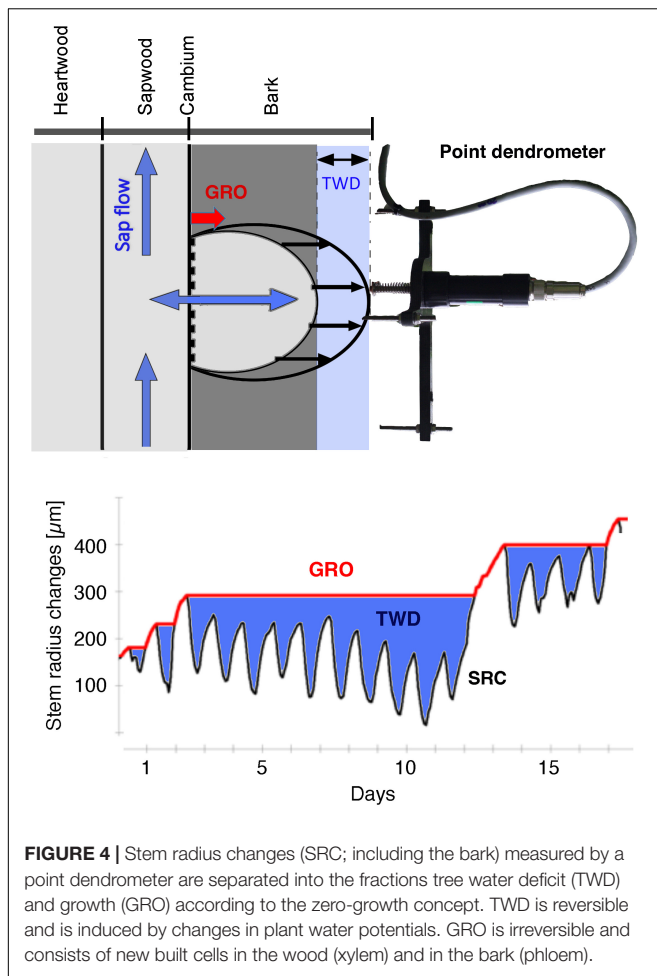 Heartwood
Sapwood
Cambium
Bark
Point dendrometer
TWD
GRO
Sap flow
Stem radius changes [µm]
400
300
200
100
GRO
TWD
SRC
1 5 10 15
Days
FIGURE 4 | Stem radius changes (SRC; including the bark) measured by a
point dendrometer are separated into the fractions tree water deficit (TWD)
and growth (GRO) according to the zero-growth concept. TWD is reversible
and is induced by changes in plant water potentials. GRO is irreversible and
consists of new built cells in the wood (xylem) and in the bark (phloem).